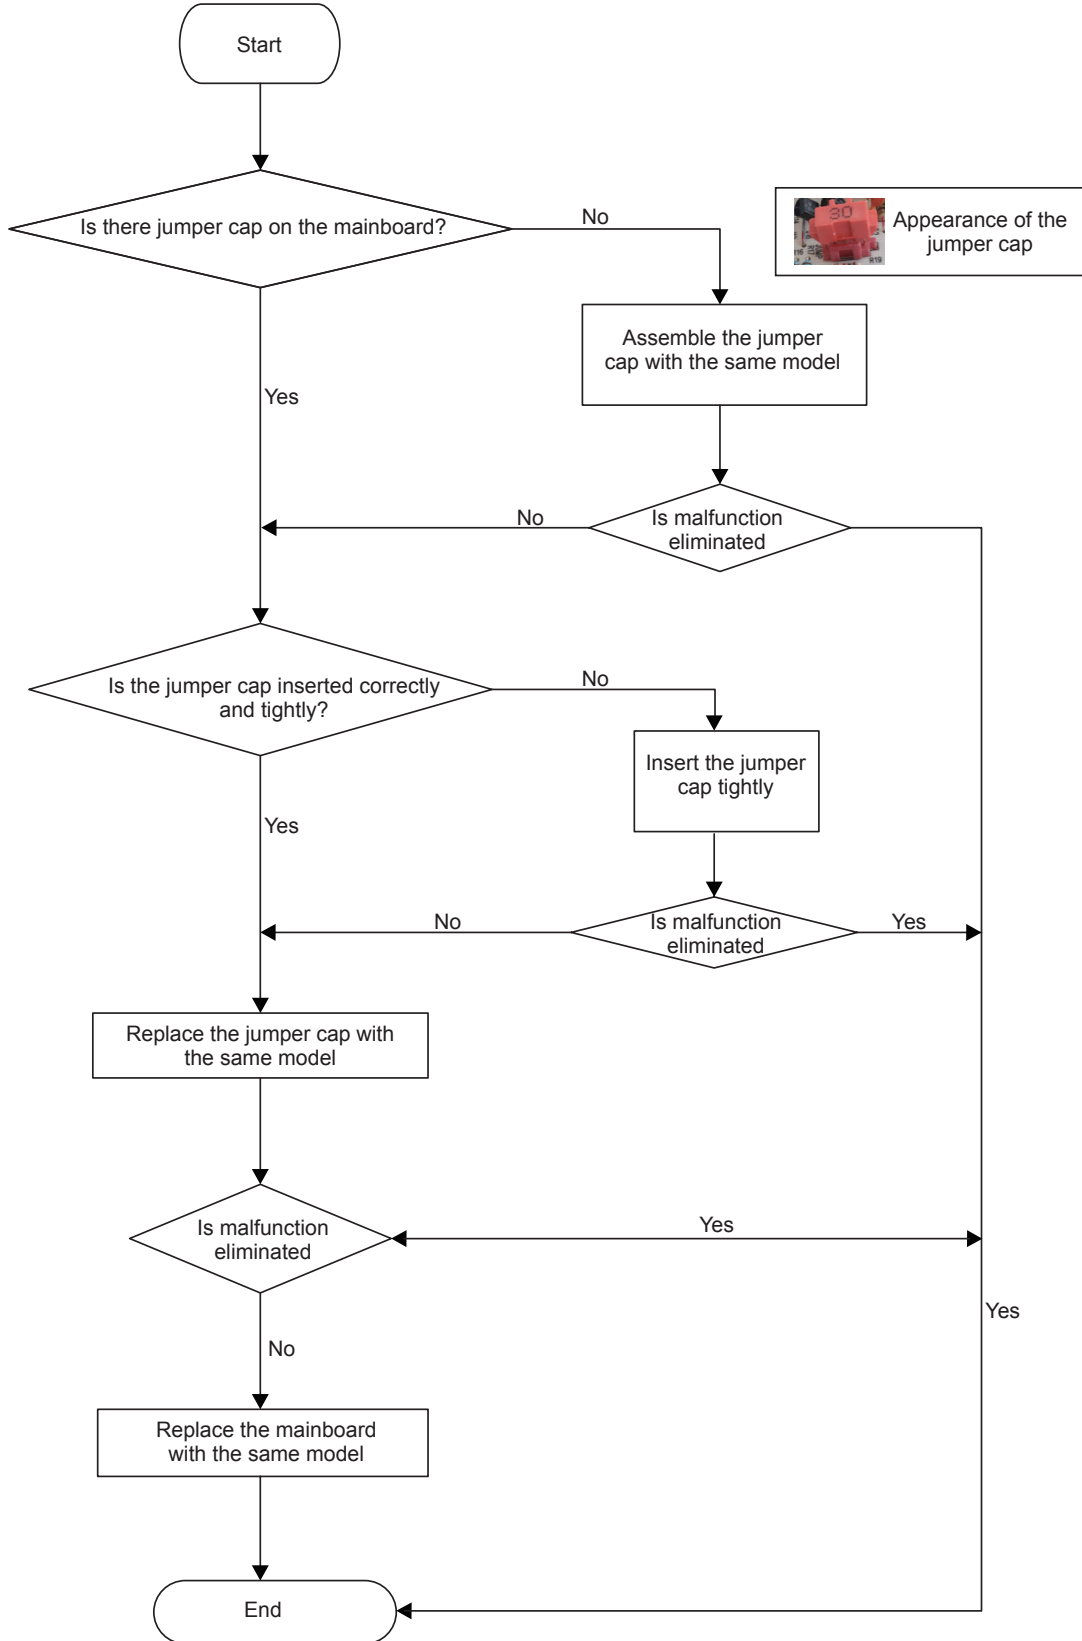 Start
Is there jumper cap on the mainboard?
No
30
R19
Appearance of the
jumper cap
Assemble the jumper
cap with the same model
Yes
No
Is malfunction
eliminated
Is the jumper cap inserted correctly
and tightly?
No
Insert the jumper
cap tightly
Yes
No
Is malfunction
eliminated
Yes
Replace the jumper cap with
the same model
Is malfunction
eliminated
Yes
Yes
No
Replace the mainboard
with the same model
End